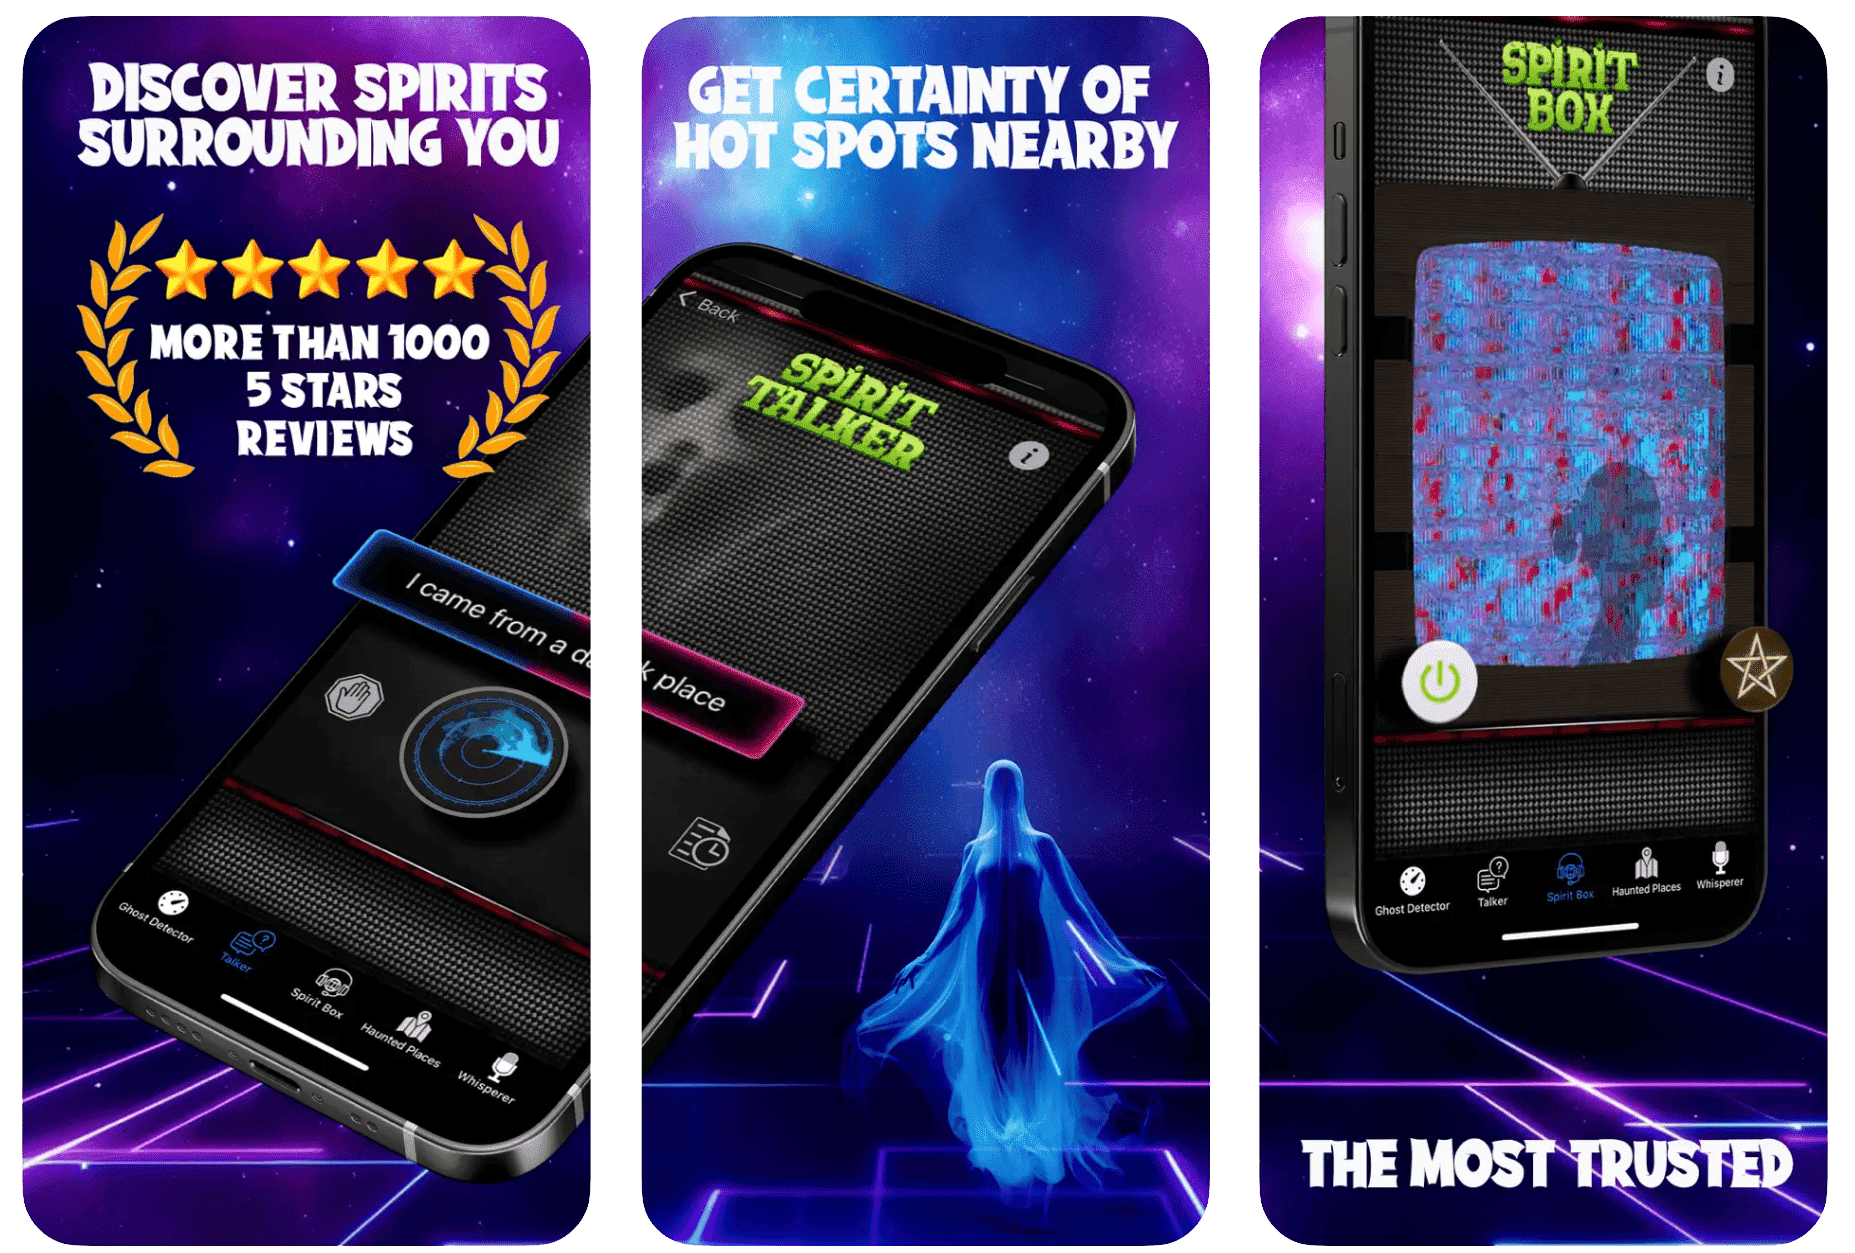 DISCOVER SPIRITS
SURROUNDING YOU
MORE THAN 1000
5 STARS
REVIEWS
I came from a da
Ghost Detector
Talker
Spirit Box
Haunted Places
Whisperer
GET CERTAINTY OF
HOT SPOTS NEARBY
Back
SPIRIT
TALKER
i
k place
SPIRIT
BOX
i
Ghost Detector
Talker
Spirit Box
Haunted Places
Whisperer
THE MOST TRUSTED